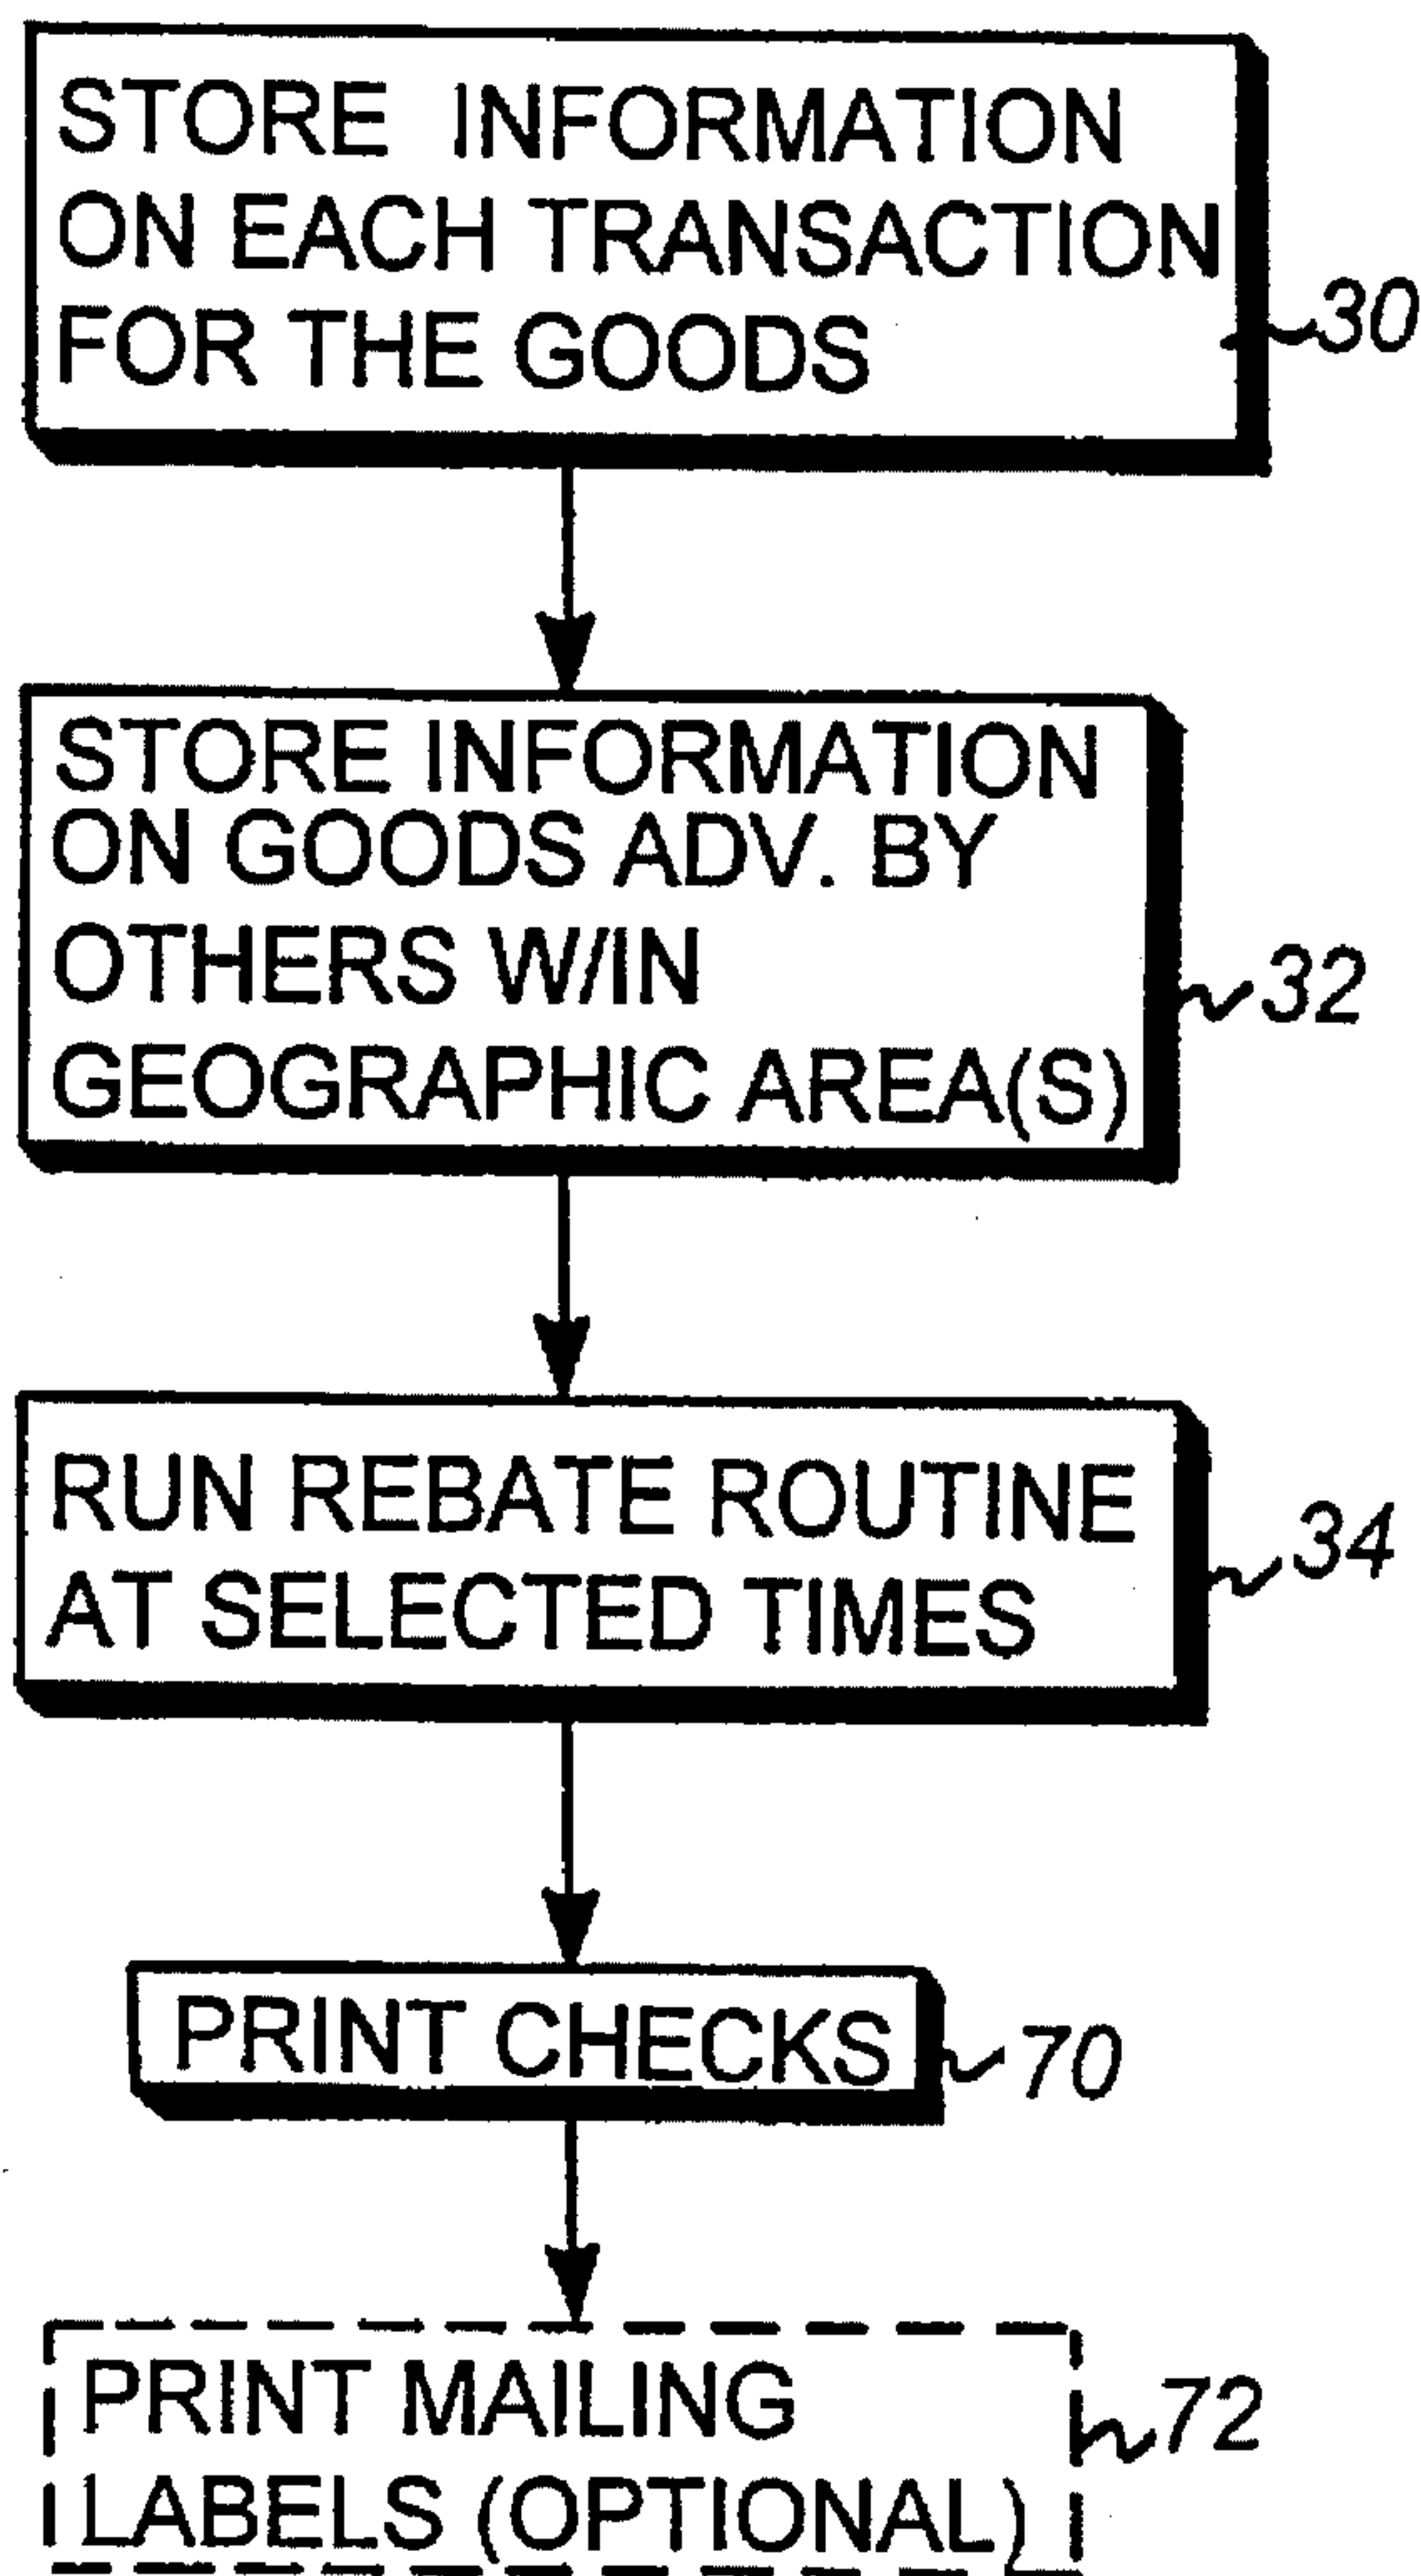 STORE INFORMATION
ON EACH TRANSACTION
FOR THE GOODS
30
STORE INFORMATION
ON GOODS ADV. BY
OTHERS W/IN
GEOGRAPHIC AREA(S)
32
RUN REBATE ROUTINE
AT SELECTED TIMES
34
PRINT CHECKS
70
PRINT MAILING
LABELS (OPTIONAL)
72